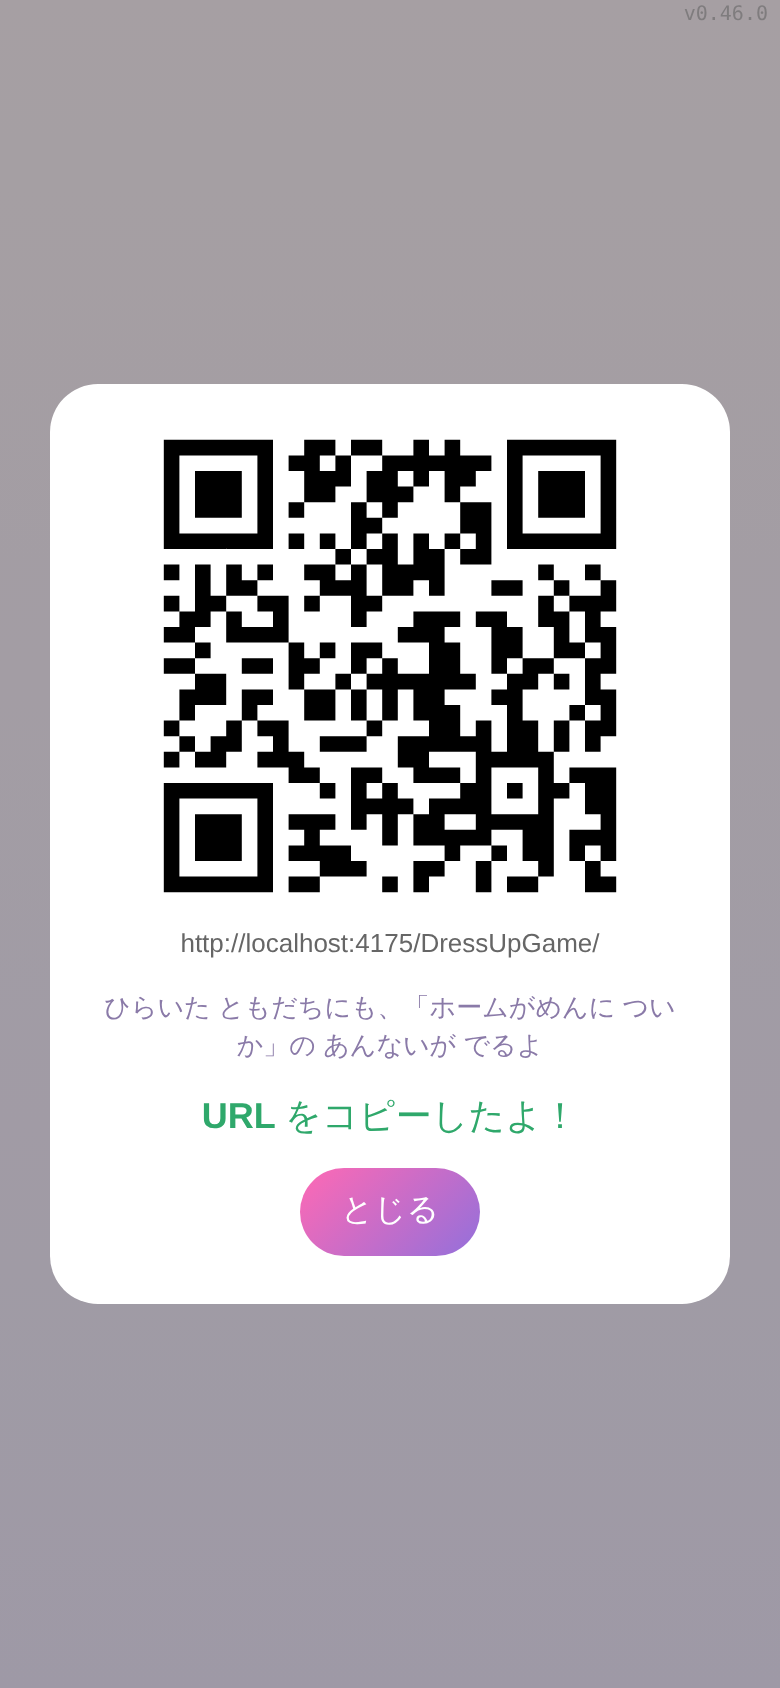 v0.46.0
http://localhost:4175/DressUpGame/
ひらいた ともだちにも、「ホームがめんに つい
か」の あんないが でるよ
URL をコピーしたよ！
とじる